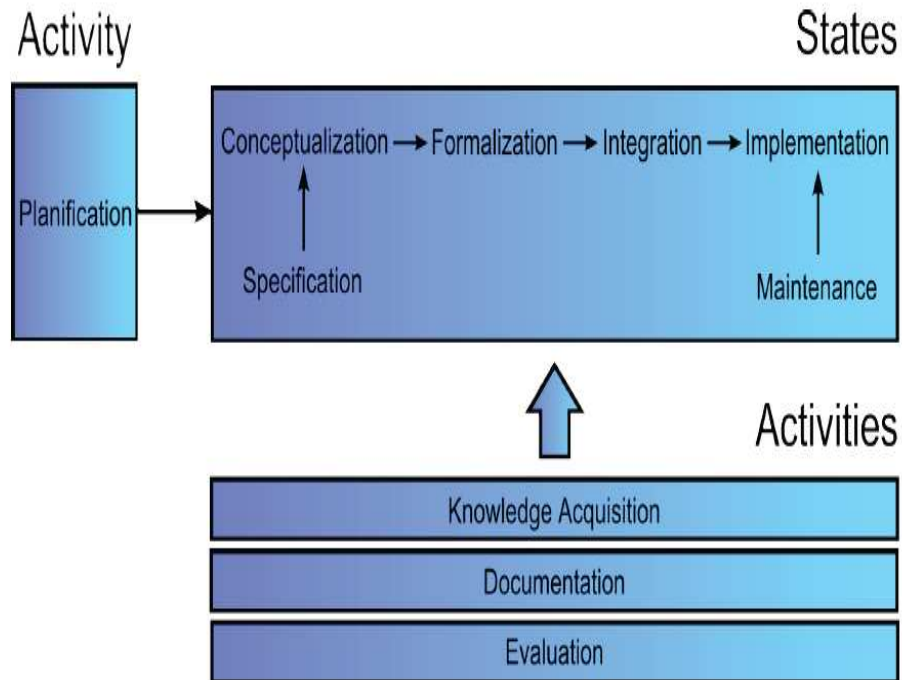 Activity
States
Planification
Conceptualization
Formalization
Integration
Implementation
Specification
Maintenance
Activities
Knowledge Acquisition
Documentation
Evaluation